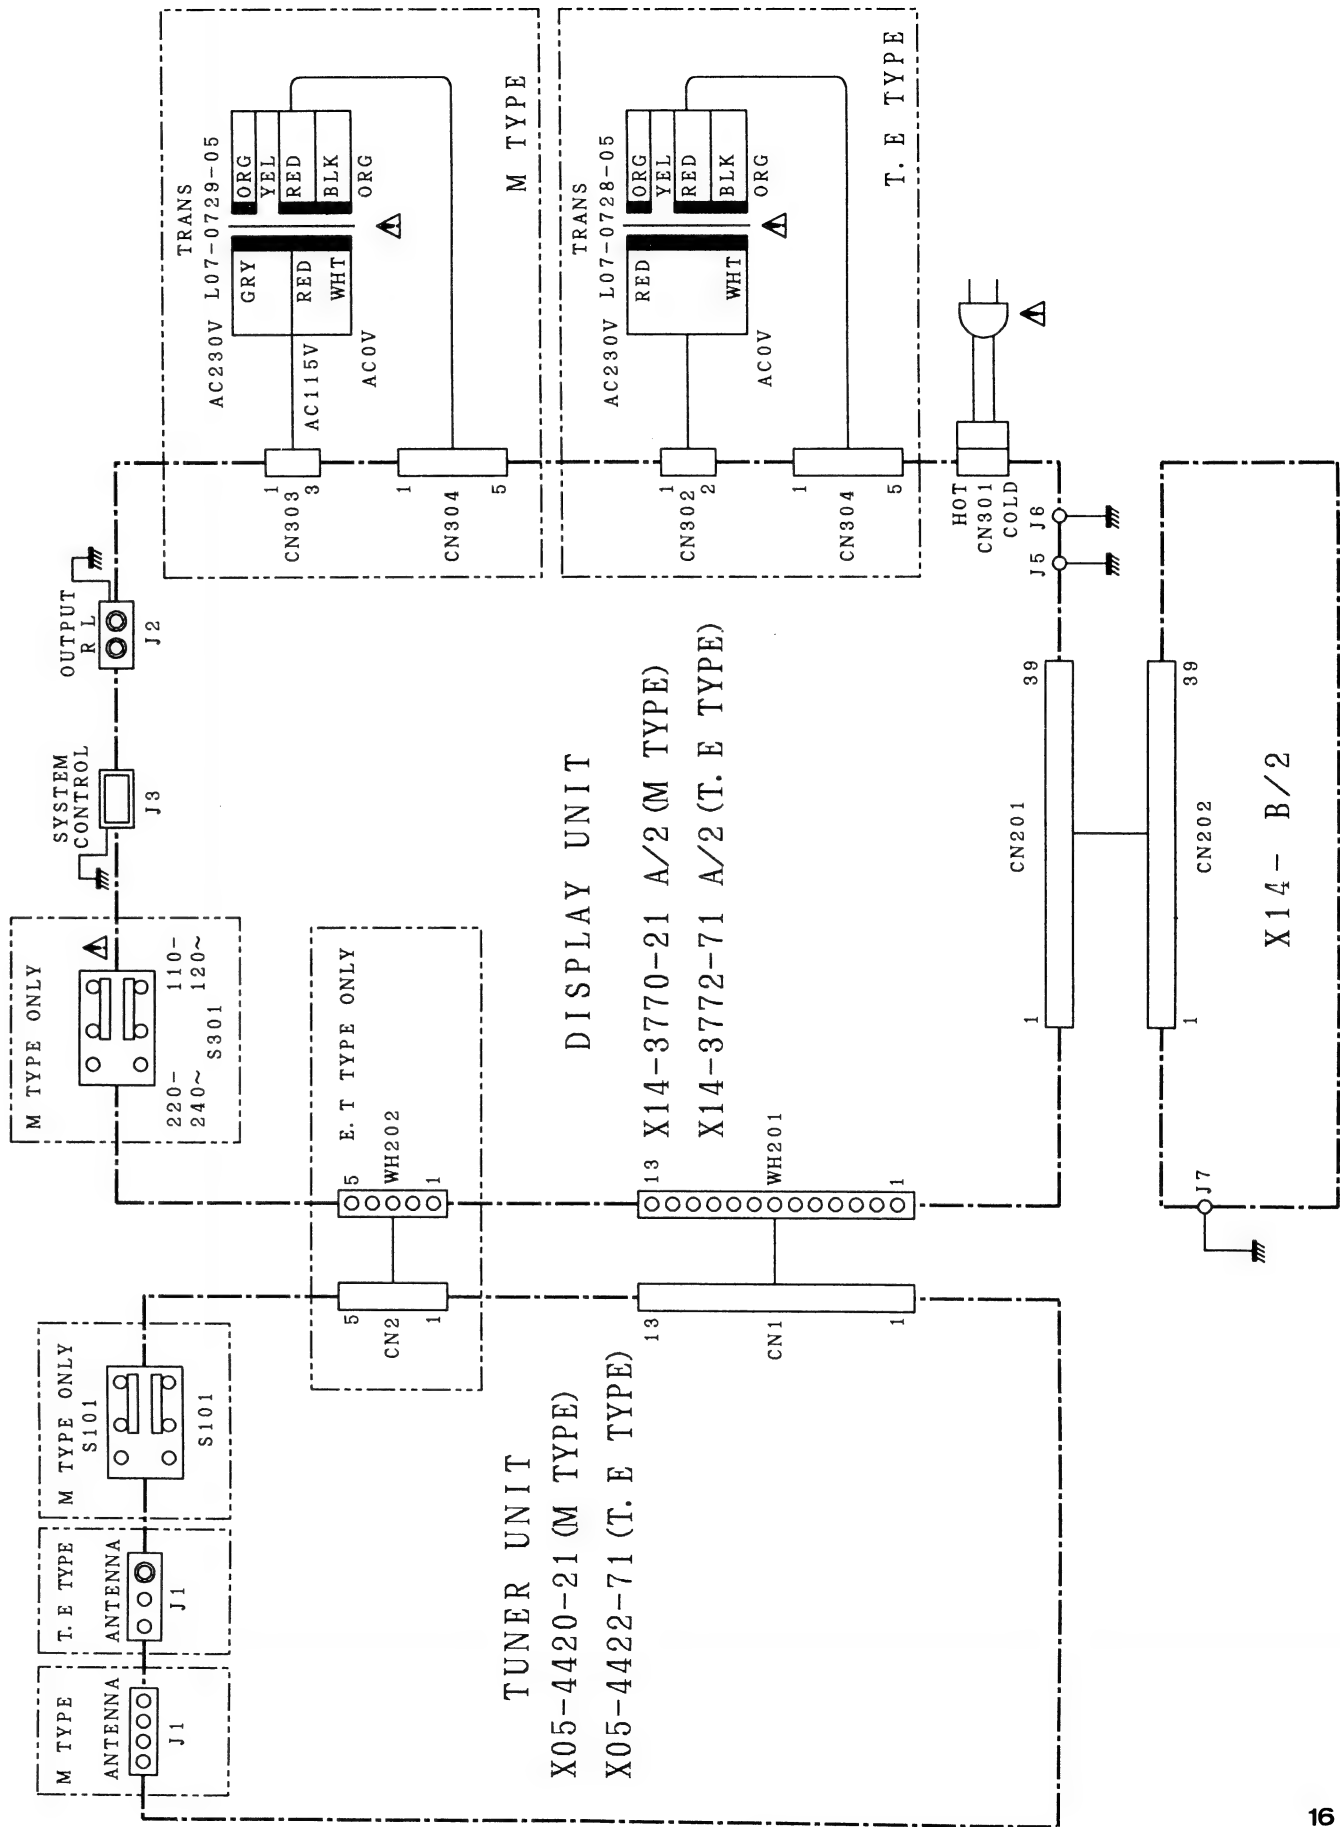 M TYPE
ANTENNA
J1
T.E TYPE
ANTENNA
J1
M TYPE ONLY
S101
S101
TUNER UNIT
X05-4420-21 (M TYPE)
X05-4422-71 (T.E TYPE)
5
CN2
1
13
CN1
1
E.T TYPE ONLY
5
WH202
1
13
WH201
1
M TYPE ONLY
220-
240~
110-
120~
S301
SYSTEM
CONTROL
J3
OUTPUT
R L
J2
DISPLAY UNIT
X14-3770-21 A/2 (M TYPE)
X14-3772-71 A/2 (T.E TYPE)
TRANS
AC230V L07-0729-05
GRY
RED
WHT
ORG
YEL
RED
BLK
ORG
AC115V
AC0V
M TYPE
1
3
CN303
1
5
CN304
TRANS
AC230V L07-0728-05
RED
WHT
ORG
YEL
RED
BLK
ORG
AC0V
T.E TYPE
1
2
CN302
1
5
CN304
HOT
CN301
COLD
J5
J6
1
CN201
39
1
CN202
39
X14- B/2
J7
16